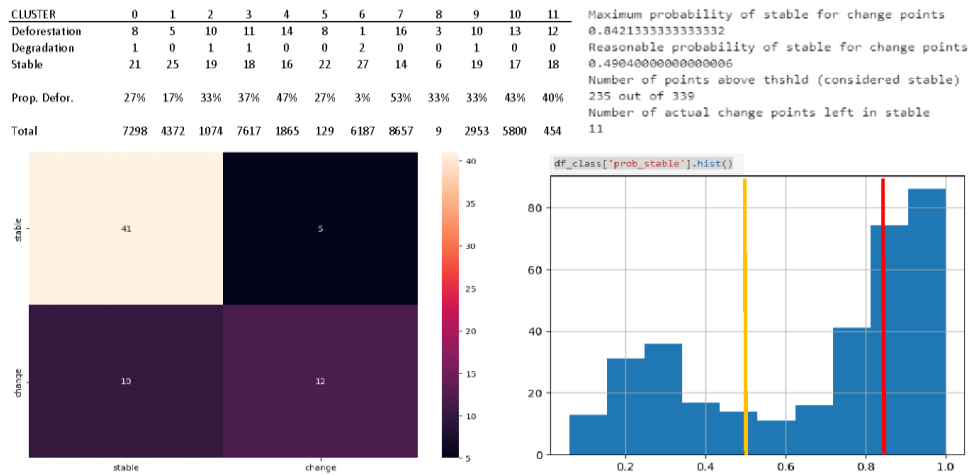 CLUSTER 0 1 2 3 4 5 6 7 8 9 10 11
Deforestation 8 5 10 11 14 8 1 16 3 10 13 12
Degradation 1 0 1 1 0 0 2 0 0 1 0 0
Stable 21 25 19 18 16 22 27 14 6 19 17 18
Prop. Defor. 27% 17% 33% 37% 47% 27% 3% 53% 33% 33% 43% 40%
Total 7298 4372 1074 7617 1865 129 6187 8657 9 2953 5800 454
Maximum probability of stable for change points
0.8421333333333332
Reasonable probability of stable for change points
0.49040000000000006
Number of points above thshld (considered stable)
235 out of 339
Number of actual change points left in stable
11
stable
change
41
5
10
12
stable
change
40
35
30
25
20
15
10
5
df_class['prob_stable'].hist()
80
60
40
20
0
0.2 0.4 0.6 0.8 1.0